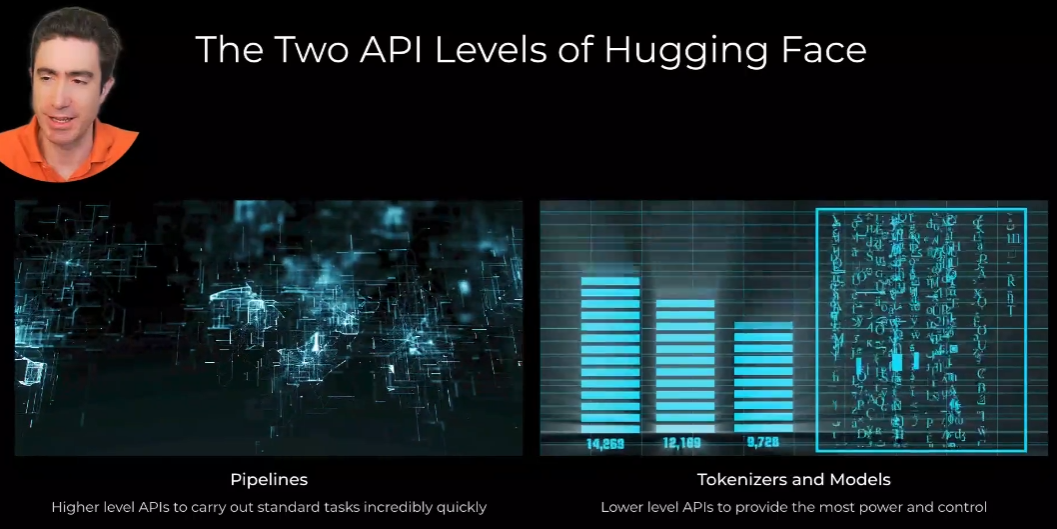 The Two API Levels of Hugging Face
14,269 12,169 9,728
Pipelines
Higher level APIs to carry out standard tasks incredibly quickly
Tokenizers and Models
Lower level APIs to provide the most power and control